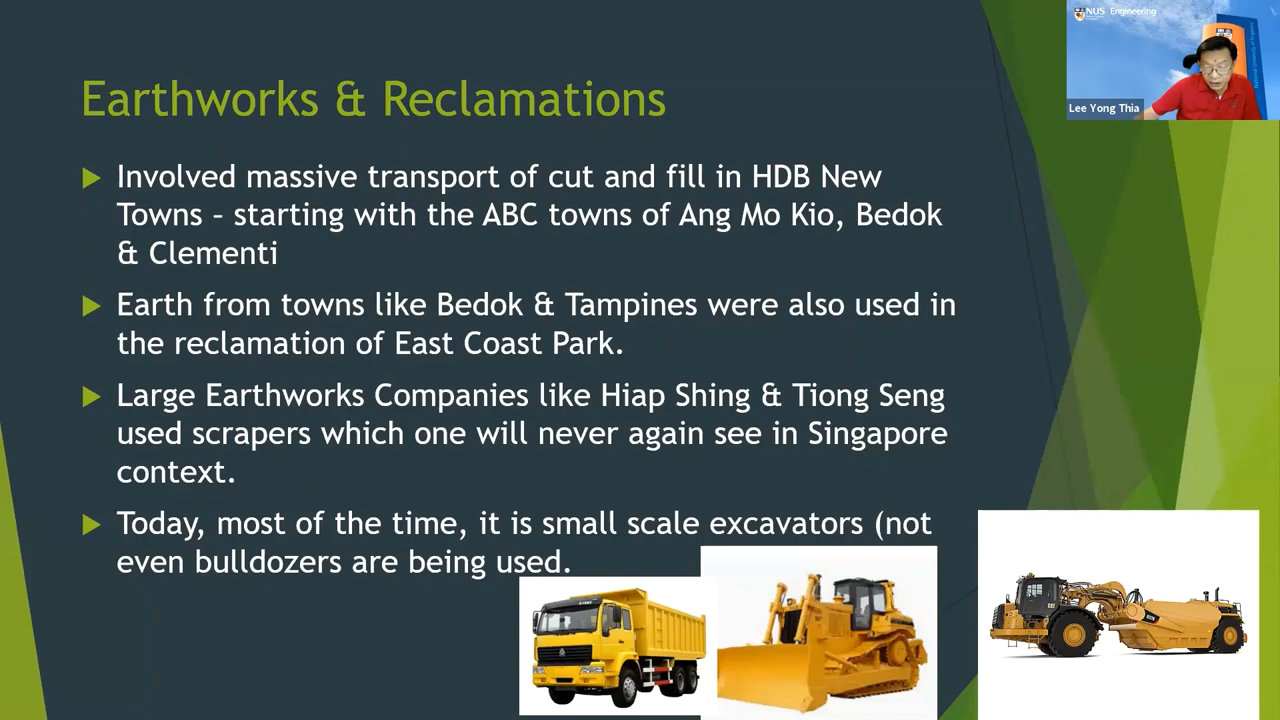 NUS Engineering
Lee Yong Thia
Earthworks & Reclamations
Involved massive transport of cut and fill in HDB New
Towns – starting with the ABC towns of Ang Mo Kio, Bedok
& Clementi
Earth from towns like Bedok & Tampines were also used in
the reclamation of East Coast Park.
Large Earthworks Companies like Hiap Shing & Tiong Seng
used scrapers which one will never again see in Singapore
context.
Today, most of the time, it is small scale excavators (not
even bulldozers are being used.
CAT